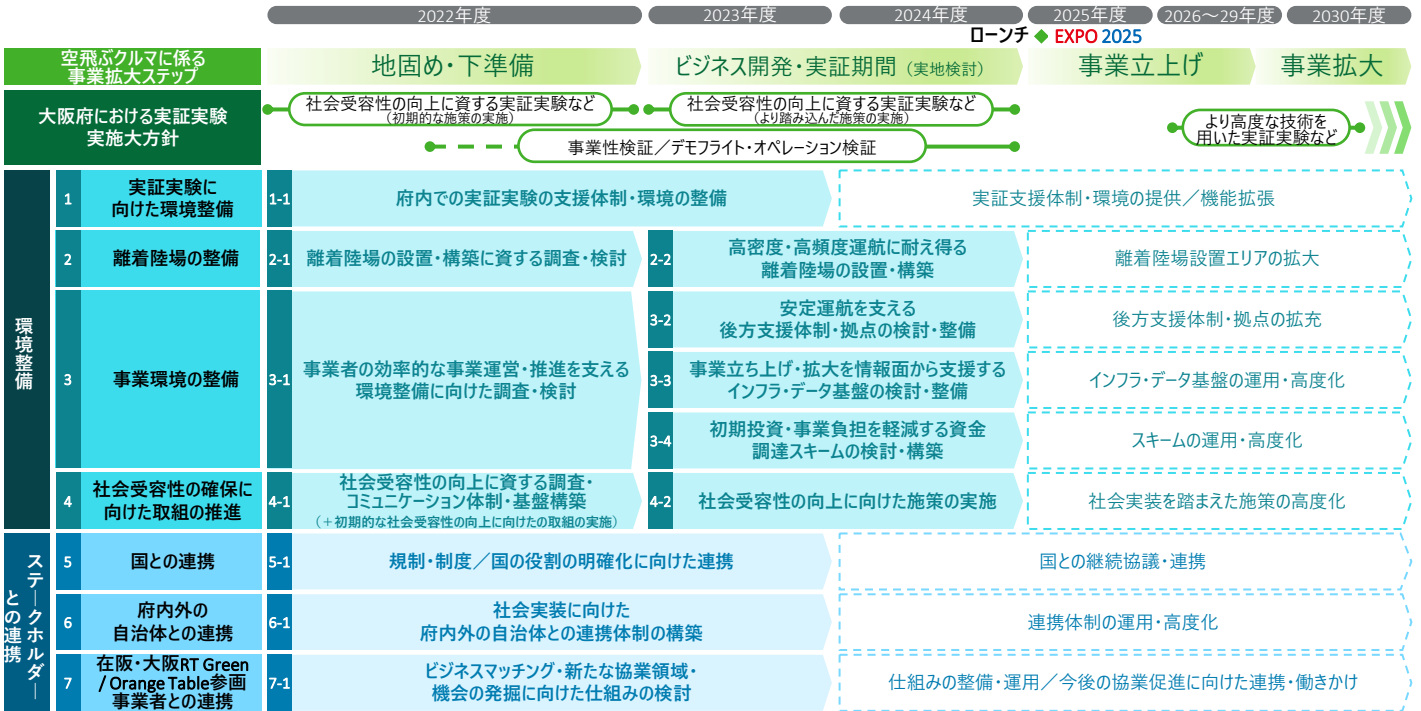 2022年度
2023年度
2024年度
2025年度
2026～29年度
2030年度
ローンチ ◆ EXPO 2025
空飛ぶクルマに係る
事業拡大ステップ
地固め・下準備
ビジネス開発・実証期間（実地検討）
事業立上げ
事業拡大
大阪府における実証実験
実施大方針
社会受容性の向上に資する実証実験など
（初期的な施策の実施）
社会受容性の向上に資する実証実験など
（より踏み込んだ施策の実施）
事業性検証／デモフライト・オペレーション検証
より高度な技術を
用いた実証実験など
環境整備
1
実証実験に
向けた環境整備
1-1
府内での実証実験の支援体制・環境の整備
実証支援体制・環境の提供／機能拡張
2
離着陸場の整備
2-1
離着陸場の設置・構築に資する調査・検討
2-2
高密度・高頻度運航に耐え得る
離着陸場の設置・構築
離着陸場設置エリアの拡大
3
事業環境の整備
3-1
事業者の効率的な事業運営・推進を支える
環境整備に向けた調査・検討
3-2
安定運航を支える
後方支援体制・拠点の検討・整備
後方支援体制・拠点の拡充
3-3
事業立ち上げ・拡大を情報面から支援する
インフラ・データ基盤の検討・整備
インフラ・データ基盤の運用・高度化
3-4
初期投資・事業負担を軽減する資金
調達スキームの検討・構築
スキームの運用・高度化
4
社会受容性の確保に
向けた取組の推進
4-1
社会受容性の向上に資する調査・
コミュニケーション体制・基盤構築
（＋初期的な社会受容性の向上に向けたの取組の実施）
4-2
社会受容性の向上に向けた施策の実施
社会実装を踏まえた施策の高度化
ステークホルダー
との連携
5
国との連携
5-1
規制・制度／国の役割の明確化に向けた連携
国との継続協議・連携
6
府内外の
自治体との連携
6-1
社会実装に向けた
府内外の自治体との連携体制の構築
連携体制の運用・高度化
7
在阪・大阪RT Green
/ Orange Table参画
事業者との連携
7-1
ビジネスマッチング・新たな協業領域・
機会の発掘に向けた仕組みの検討
仕組みの整備・運用／今後の協業促進に向けた連携・働きかけ